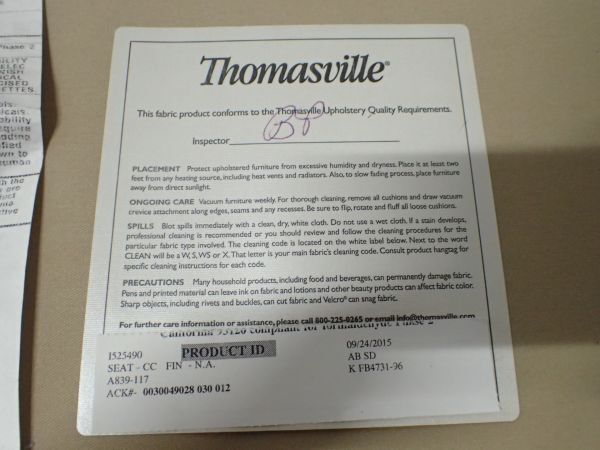 Phase 2
Thomasville®
This fabric product conforms to the Thomasville Upholstery Quality Requirements.
BP
Inspector
PLACEMENT Protect upholstered furniture from excessive humidity and dryness. Place it at least two
feet from any heating source, including heat vents and radiators. Also, to slow fading process, place furniture
away from direct sunlight.
ONGOING CARE Vacuum furniture weekly. For thorough cleaning, remove all cushions and draw vacuum
crevice attachment along edges, seams and any recesses. Be sure to flip, rotate and fluff all loose cushions.
SPILLS Blot spills immediately with a clean, dry, white cloth. Do not use a wet cloth. If a stain develops,
professional cleaning is recommended or you should review and follow the cleaning procedures for the
particular fabric type involved. The cleaning code is located on the white label below. Next to the word
CLEAN will be a W, S, WS or X. That letter is your main fabric's cleaning code. Consult product hangtag for
specific cleaning instructions for each code.
PRECAUTIONS Many household products, including food and beverages, can permanently damage fabric.
Pens and printed material can leave ink on fabric and lotions and other beauty products can affect fabric color.
Sharp objects, including rivets and buckles, can cut fabric and Velcro® can snag fabric.
For further care information or assistance, please call 800-225-0265 or email info@thomasville.com
California 93120 compliant for formaldehyde Phase 2
1525490 PRODUCT ID 09/24/2015
SEAT - CC FIN - N.A. AB SD
A839-117 K FB4731-96
ACK#- 0030049028 030 012